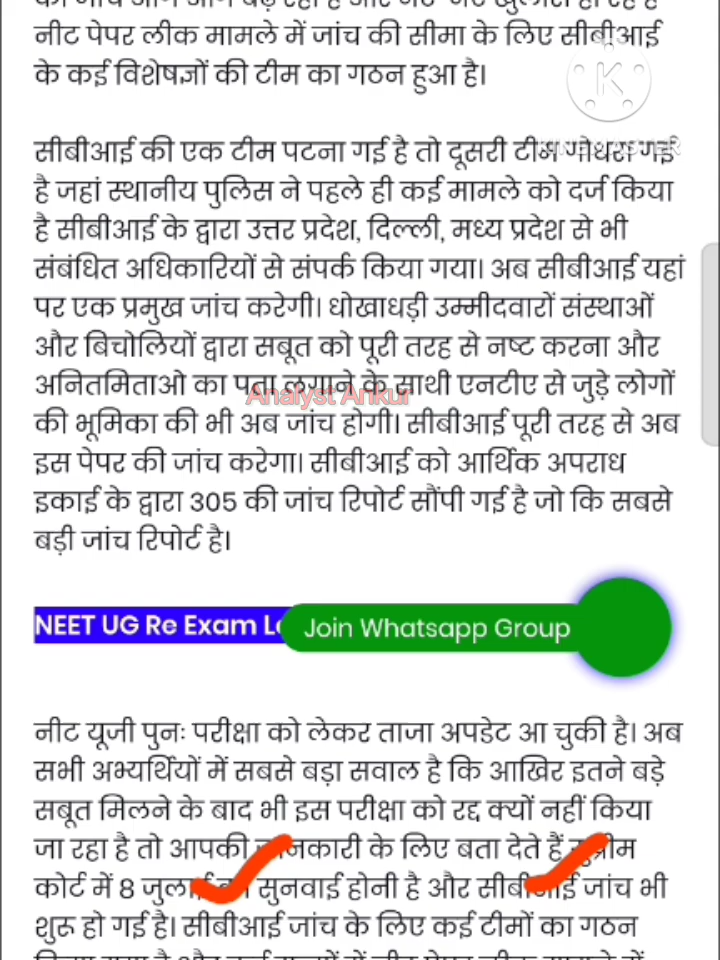 नीट पेपर लीक मामले में जांच की सीमा के लिए सीबीआई
के कई विशेषज्ञों की टीम का गठन हुआ है।
K
KINEMASTER
सीबीआई की एक टीम पटना गई है तो दूसरी टीम गोधरा गई
है जहां स्थानीय पुलिस ने पहले ही कई मामले को दर्ज किया
है सीबीआई के द्वारा उत्तर प्रदेश, दिल्ली, मध्य प्रदेश से भी
संबंधित अधिकारियों से संपर्क किया गया। अब सीबीआई यहां
पर एक प्रमुख जांच करेगी। धोखाधड़ी उम्मीदवारों संस्थाओं
और बिचोलियों द्वारा सबूत को पूरी तरह से नष्ट करना और
अनितमिताओ का पता लगाने के साथी एनटीए से जुड़े लोगों
Analyst Ankur
की भूमिका की भी अब जांच होगी। सीबीआई पूरी तरह से अब
इस पेपर की जांच करेगा। सीबीआई को आर्थिक अपराध
इकाई के द्वारा 305 की जांच रिपोर्ट सौंपी गई है जो कि सबसे
बड़ी जांच रिपोर्ट है।
NEET UG Re Exam
Join Whatsapp Group
नीट यूजी पुनः परीक्षा को लेकर ताजा अपडेट आ चुकी है। अब
सभी अभ्यर्थियों में सबसे बड़ा सवाल है कि आखिर इतने बड़े
सबूत मिलने के बाद भी इस परीक्षा को रद्द क्यों नहीं किया
जा रहा है तो आपकी जानकारी के लिए बता देते हैं सुप्रीम
कोर्ट में 8 जुलाई को सुनवाई होनी है और सीबीआई जांच भी
शुरू हो गई है। सीबीआई जांच के लिए कई टीमों का गठन